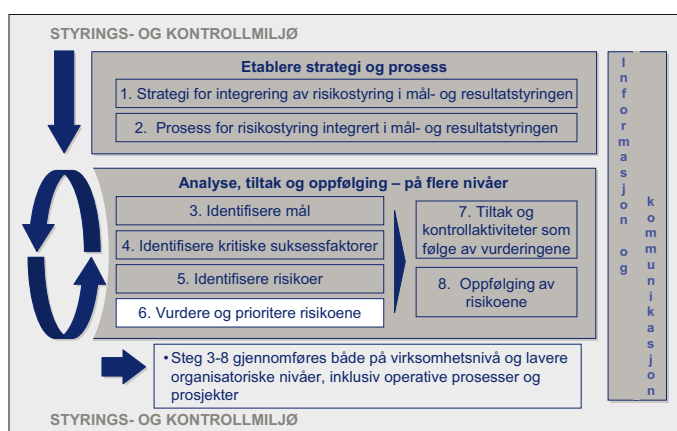 STYRINGS- OG KONTROLLMILJØ
Etablere strategi og prosess
1. Strategi for integrering av risikostyring i mål- og resultatstyringen
2. Prosess for risikostyring integrert i mål- og resultatstyringen
Analyse, tiltak og oppfølging – på flere nivåer
3. Identifisere mål
4. Identifisere kritiske suksessfaktorer
5. Identifisere risikoer
6. Vurdere og prioritere risikoene
7. Tiltak og
kontrollaktiviteter som
følge av vurderingene
8. Oppfølging av
risikoene
• Steg 3-8 gjennomføres både på virksomhetsnivå og lavere
organisatoriske nivåer, inklusiv operative prosesser og
prosjekter
STYRINGS- OG KONTROLLMILJØ
Informasjon og
kommunikasjon